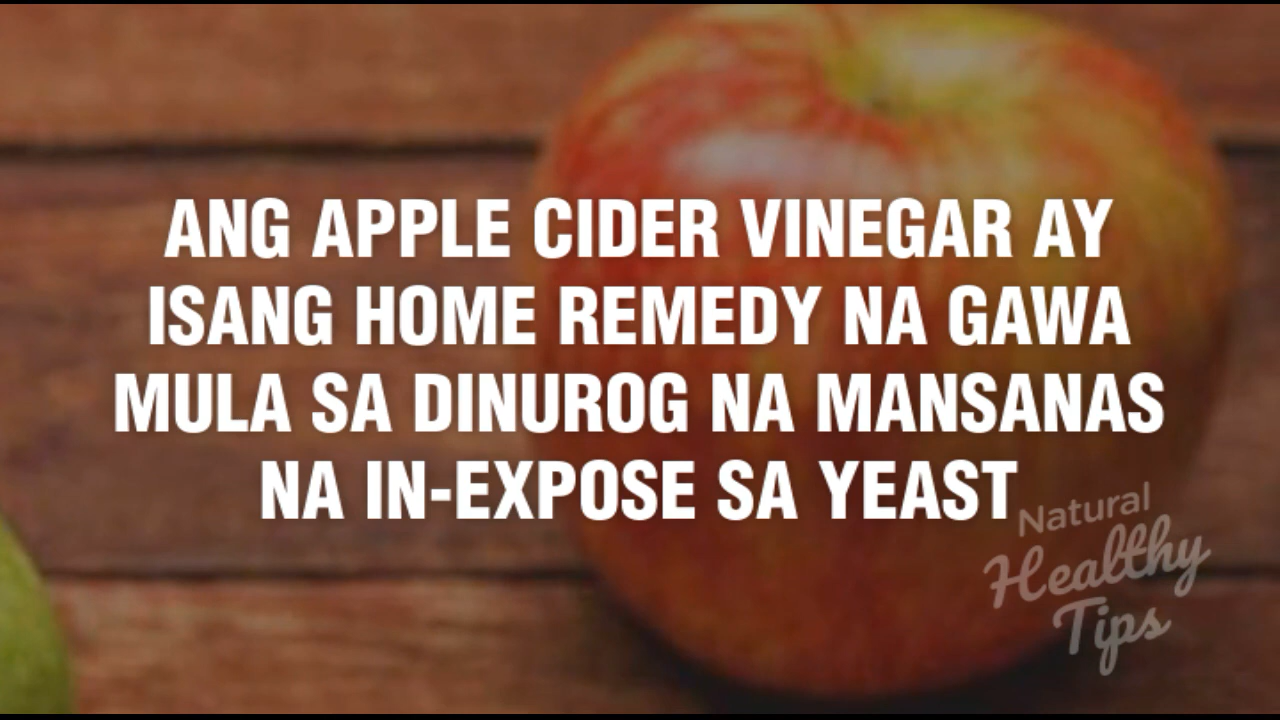 ANG APPLE CIDER VINEGAR AY
ISANG HOME REMEDY NA GAWA
MULA SA DINUROG NA MANSANAS
NA IN-EXPOSE SA YEAST
Natural
Healthy
Tips